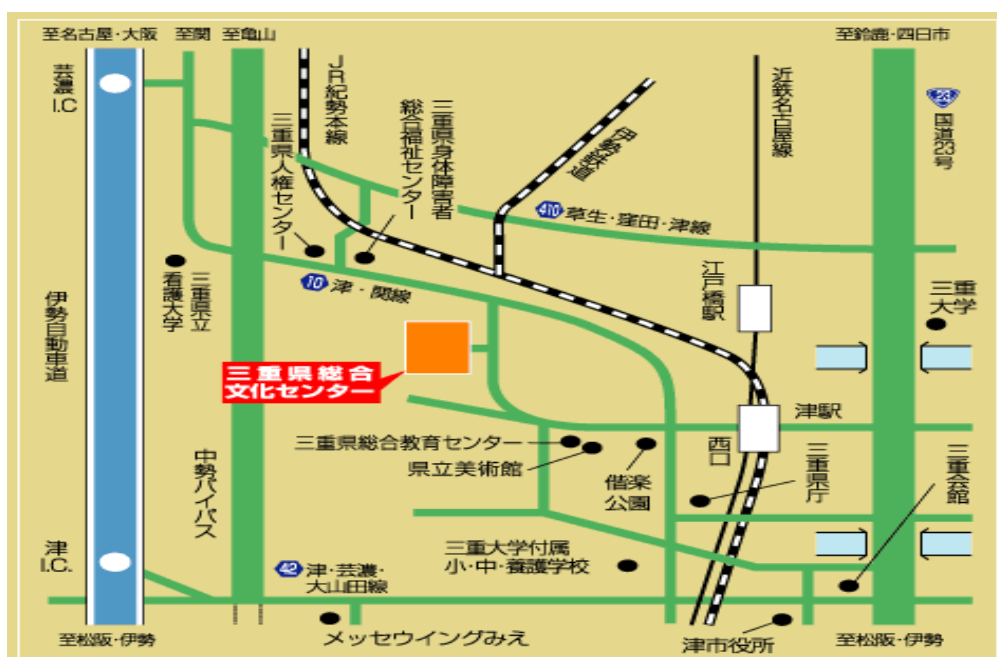 至名古屋・大阪
至関
至亀山
至鈴鹿・四日市
芸濃
I.C
JR紀勢本線
三重県身体障害者
総合福祉センター
三重県人権センター
伊勢鉄道
近鉄名古屋線
23
国道23号
410 草生・窪田・津線
10 津・関線
三重県立
看護大学
江戸橋駅
三重
大学
伊勢自動車道
三重県総合
文化センター
津駅
西口
三重県総合教育センター
県立美術館
偕楽
公園
三重県庁
三重会館
中勢バイパス
津
I.C.
42 津・芸濃・
大山田線
三重大学付属
小・中・養護学校
至松阪・伊勢
メッセウイングみえ
津市役所
至松阪・伊勢